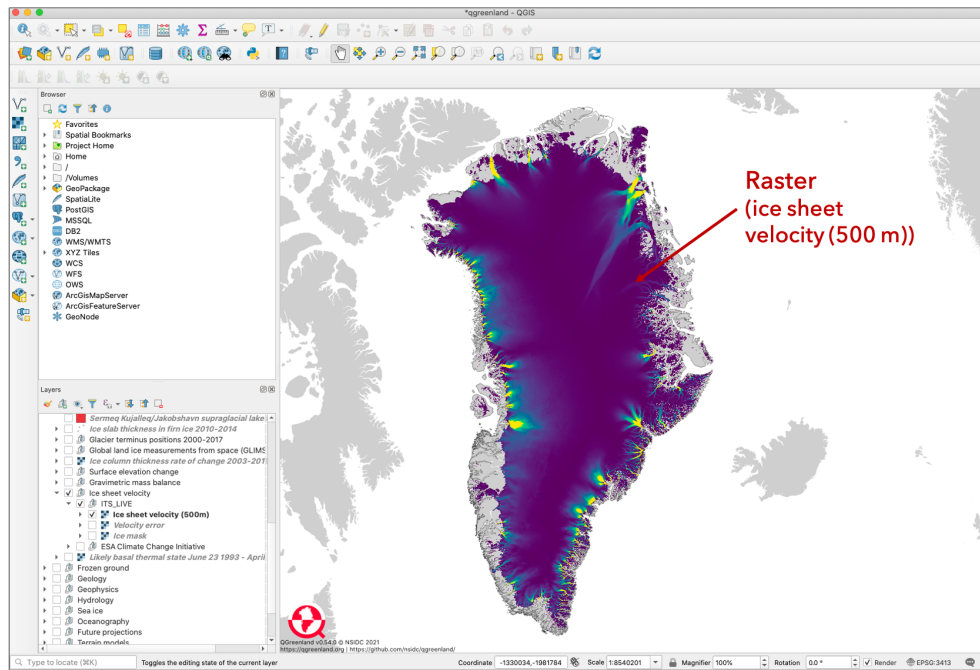 *qgreenland - QGIS
Browser
Favorites
Spatial Bookmarks
Project Home
Home
/
/Volumes
GeoPackage
SpatiaLite
PostGIS
MSSQL
DB2
WMS/WMTS
XYZ Tiles
WCS
WFS
OWS
ArcGisMapServer
ArcGisFeatureServer
GeoNode
Layers
Sermeq Kujalleq/Jakobshavn supraglacial lake
Ice slab thickness in firn ice 2010-2014
Glacier terminus positions 2000-2017
Global land ice measurements from space (GLIMS
Ice column thickness rate of change 2003-201
Surface elevation change
Gravimetric mass balance
Ice sheet velocity
ITS_LIVE
Ice sheet velocity (500m)
Velocity error
Ice mask
ESA Climate Change Initiative
Likely basal thermal state June 23 1993 - April
Frozen ground
Geology
Geophysics
Hydrology
Sea ice
Oceanography
Future projections
Terrain models
Raster
(ice sheet
velocity (500 m))
QGreenland v0.54.0 © NSIDC 2021
https://qgreenland.org | https://github.com/nsidc/qgreenland/
Type to locate (⌘K) Toggles the editing state of the current layer Coordinate -1330034,-1981784 Scale 1:8540201 Magnifier 100% Rotation 0.0 ° Render EPSG:3413